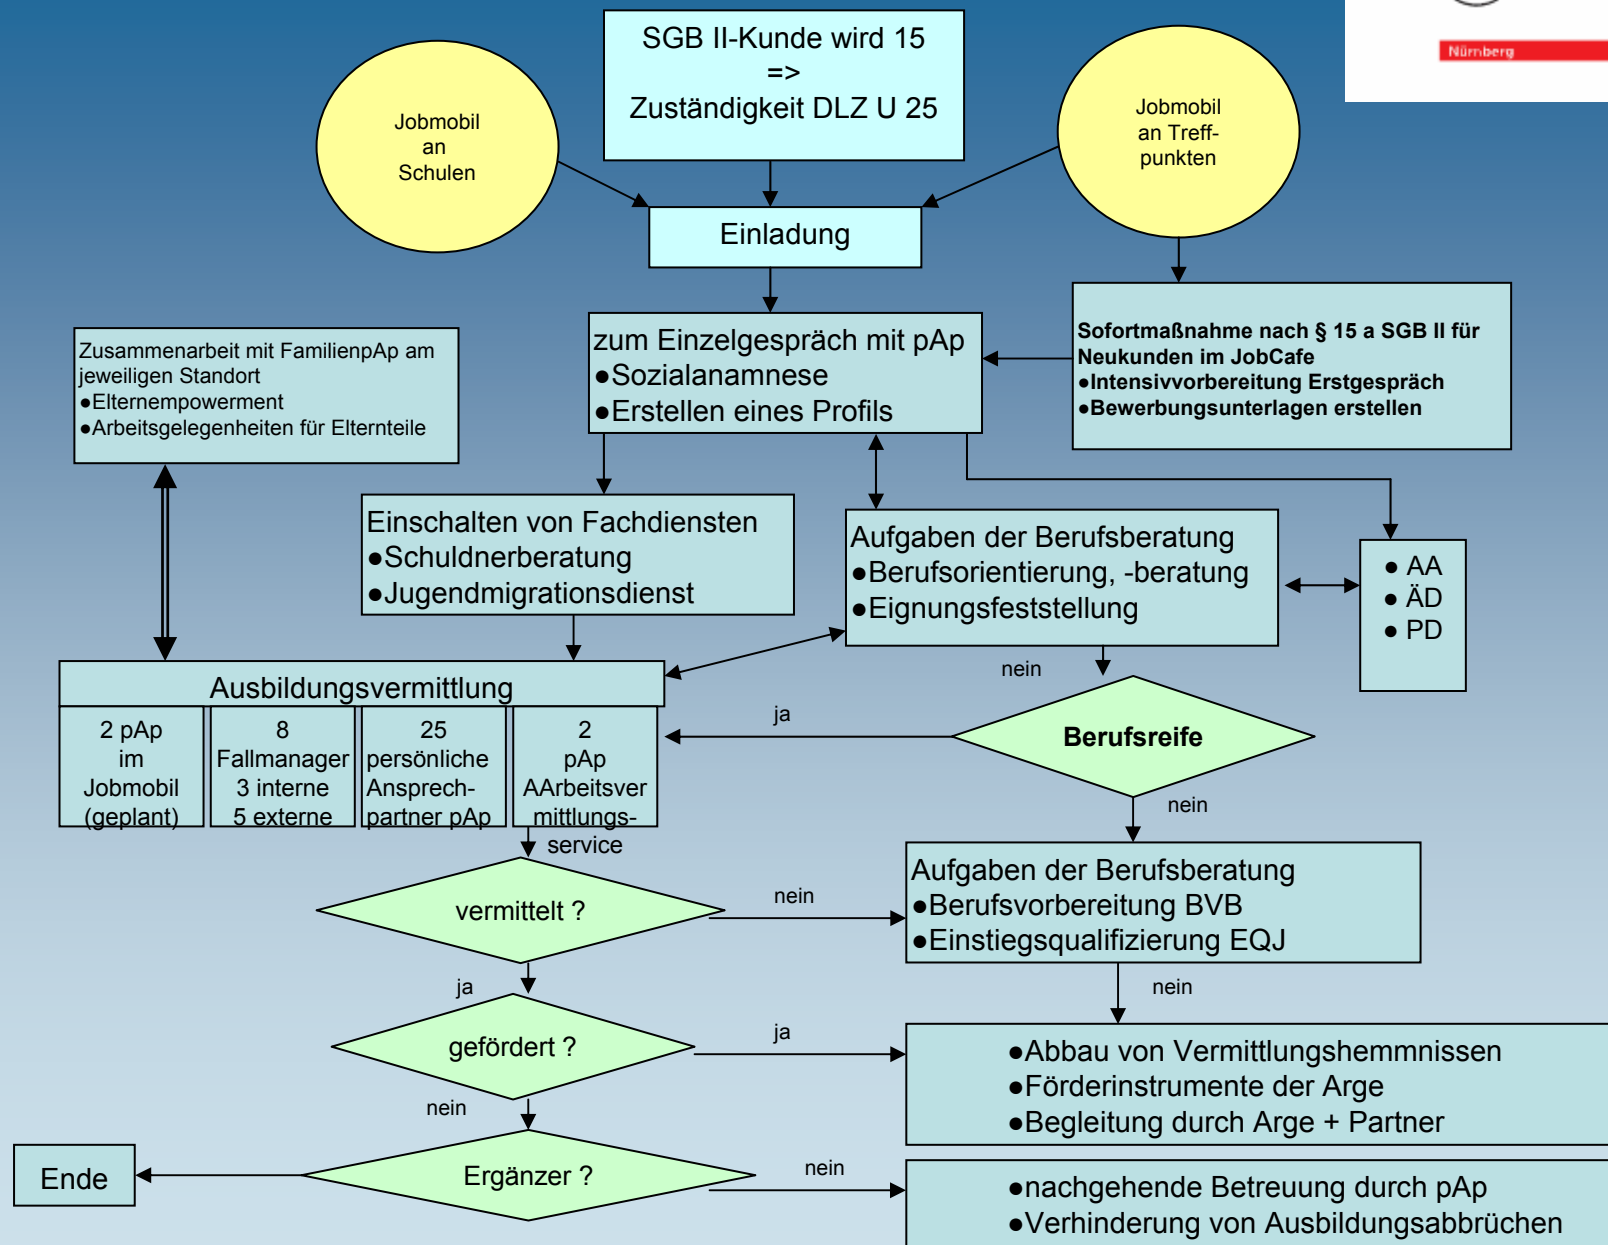 SGB II-Kunde wird 15
=>
Zuständigkeit DLZ U 25
Nürnberg
Jobmobil
an
Schulen
Jobmobil
an Treff-
punkten
Einladung
zum Einzelgespräch mit pAp
●Sozialanamnese
●Erstellen eines Profils
Sofortmaßnahme nach § 15 a SGB II für
Neukunden im JobCafe
●Intensivvorbereitung Erstgespräch
●Bewerbungsunterlagen erstellen
Zusammenarbeit mit FamilienpAp am
jeweiligen Standort
●Elternempowerment
●Arbeitsgelegenheiten für Elternteile
Einschalten von Fachdiensten
●Schuldnerberatung
●Jugendmigrationsdienst
Aufgaben der Berufsberatung
●Berufsorientierung, -beratung
●Eignungsfeststellung
● AA
● ÄD
● PD
Ausbildungsvermittlung
2 pAp
im
Jobmobil
(geplant)
8
Fallmanager
3 interne
5 externe
25
persönliche
Ansprech-
partner pAp
2
pAp
AArbeitsver
mittlungs-
service
nein
Berufsreife
ja
nein
vermittelt ?
nein
Aufgaben der Berufsberatung
●Berufsvorbereitung BVB
●Einstiegsqualifizierung EQJ
ja
nein
gefördert ?
ja
●Abbau von Vermittlungshemmnissen
●Förderinstrumente der Arge
●Begleitung durch Arge + Partner
nein
Ergänzer ?
Ende
nein
●nachgehende Betreuung durch pAp
●Verhinderung von Ausbildungsabbrüchen